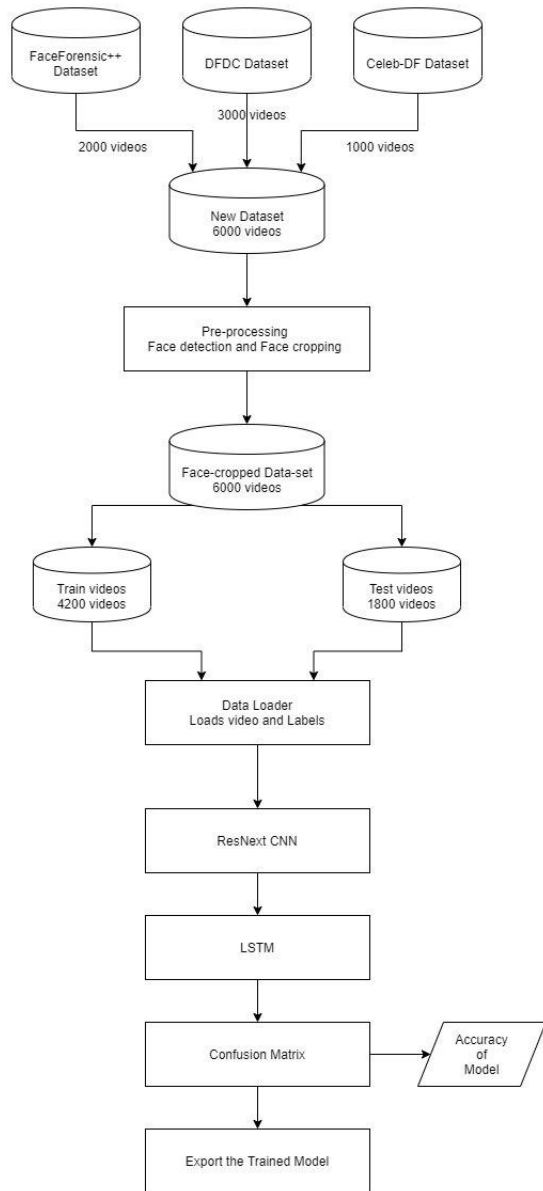 FaceForensic++
Dataset
DFDC Dataset
Celeb-DF Dataset
3000 videos
2000 videos
1000 videos
New Dataset
6000 videos
Pre-processing
Face detection and Face cropping
Face-cropped Data-set
6000 videos
Train videos
4200 videos
Test videos
1800 videos
Data Loader
Loads video and Labels
ResNext CNN
LSTM
Confusion Matrix
Accuracy
of
Model
Export the Trained Model